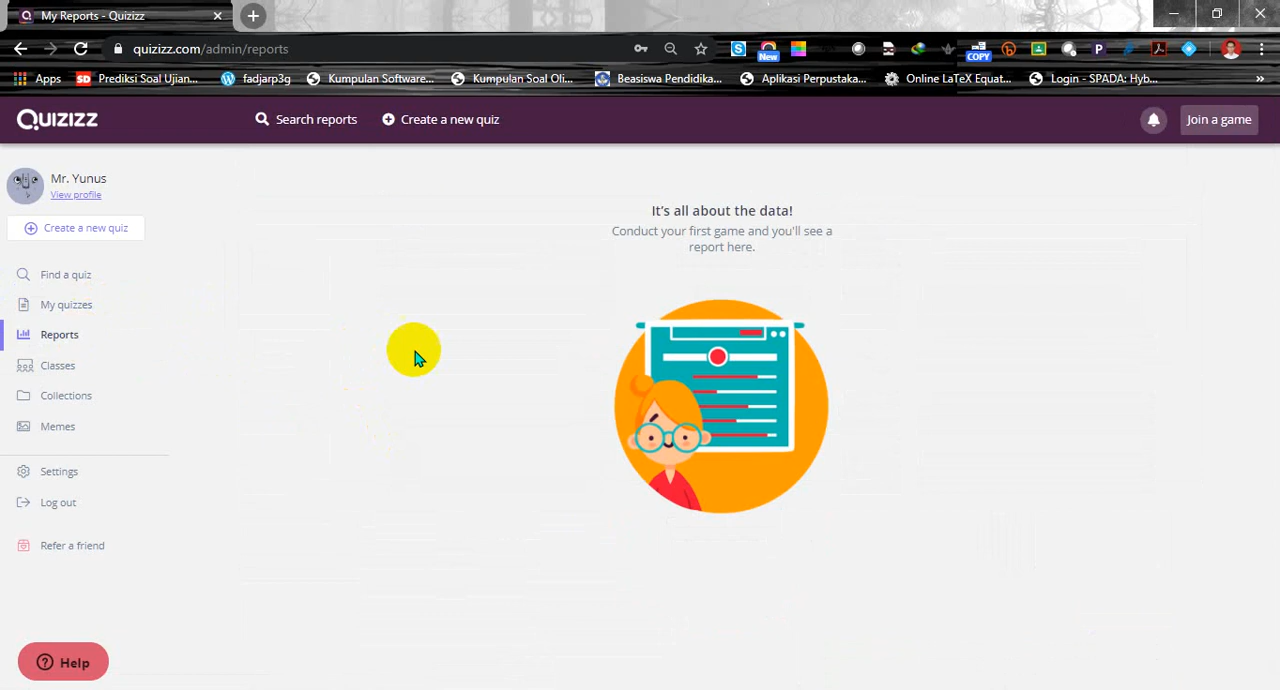 My Reports - Quizizz
quizizz.com/admin/reports
New
COPY
Apps
SD Prediksi Soal Ujian...
fadjarp3g
Kumpulan Software...
Kumpulan Soal Oli...
Beasiswa Pendidika...
Aplikasi Perpustaka...
Online LaTeX Equat...
Login - SPADA: Hyb...
»
Quizizz
Search reports
Create a new quiz
Join a game
Mr. Yunus
View profile
Create a new quiz
Find a quiz
My quizzes
Reports
Classes
Collections
Memes
Settings
Log out
Refer a friend
It's all about the data!
Conduct your first game and you'll see a
report here.
Help